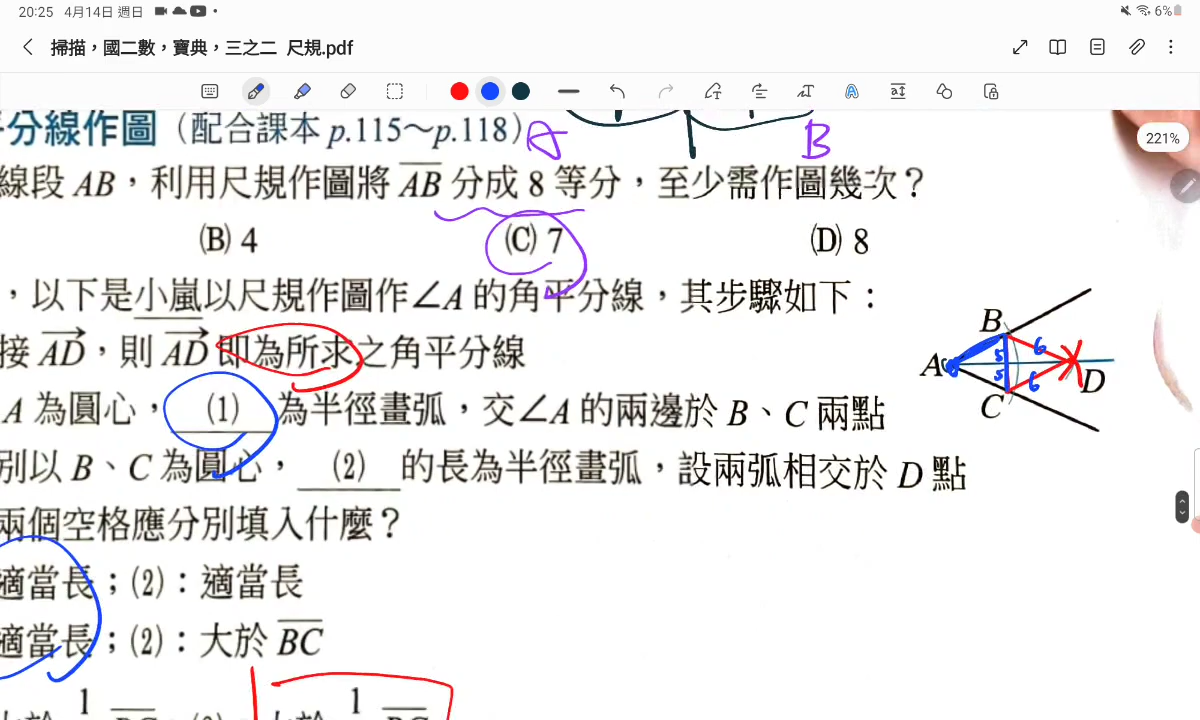 20:25 4月14日 週日
6%
掃描，國二數，寶典，三之二 尺規.pdf
分線作圖（配合課本 p.115～p.118）A B
221%
線段 AB，利用尺規作圖將 AB 分成 8 等分，至少需作圖幾次？
(B) 4 (C) 7 (D) 8
，以下是小嵐以尺規作圖作∠A 的角平分線，其步驟如下：
接 AD，則 AD 即為所求之角平分線
A 為圓心， (1) 為半徑畫弧，交∠A 的兩邊於 B、C 兩點
別以 B、C 為圓心， (2) 的長為半徑畫弧，設兩弧相交於 D 點
兩個空格應分別填入什麼？
適當長；(2)：適當長
適當長；(2)：大於 BC
1 1
B
6
5
A
5
6
D
C